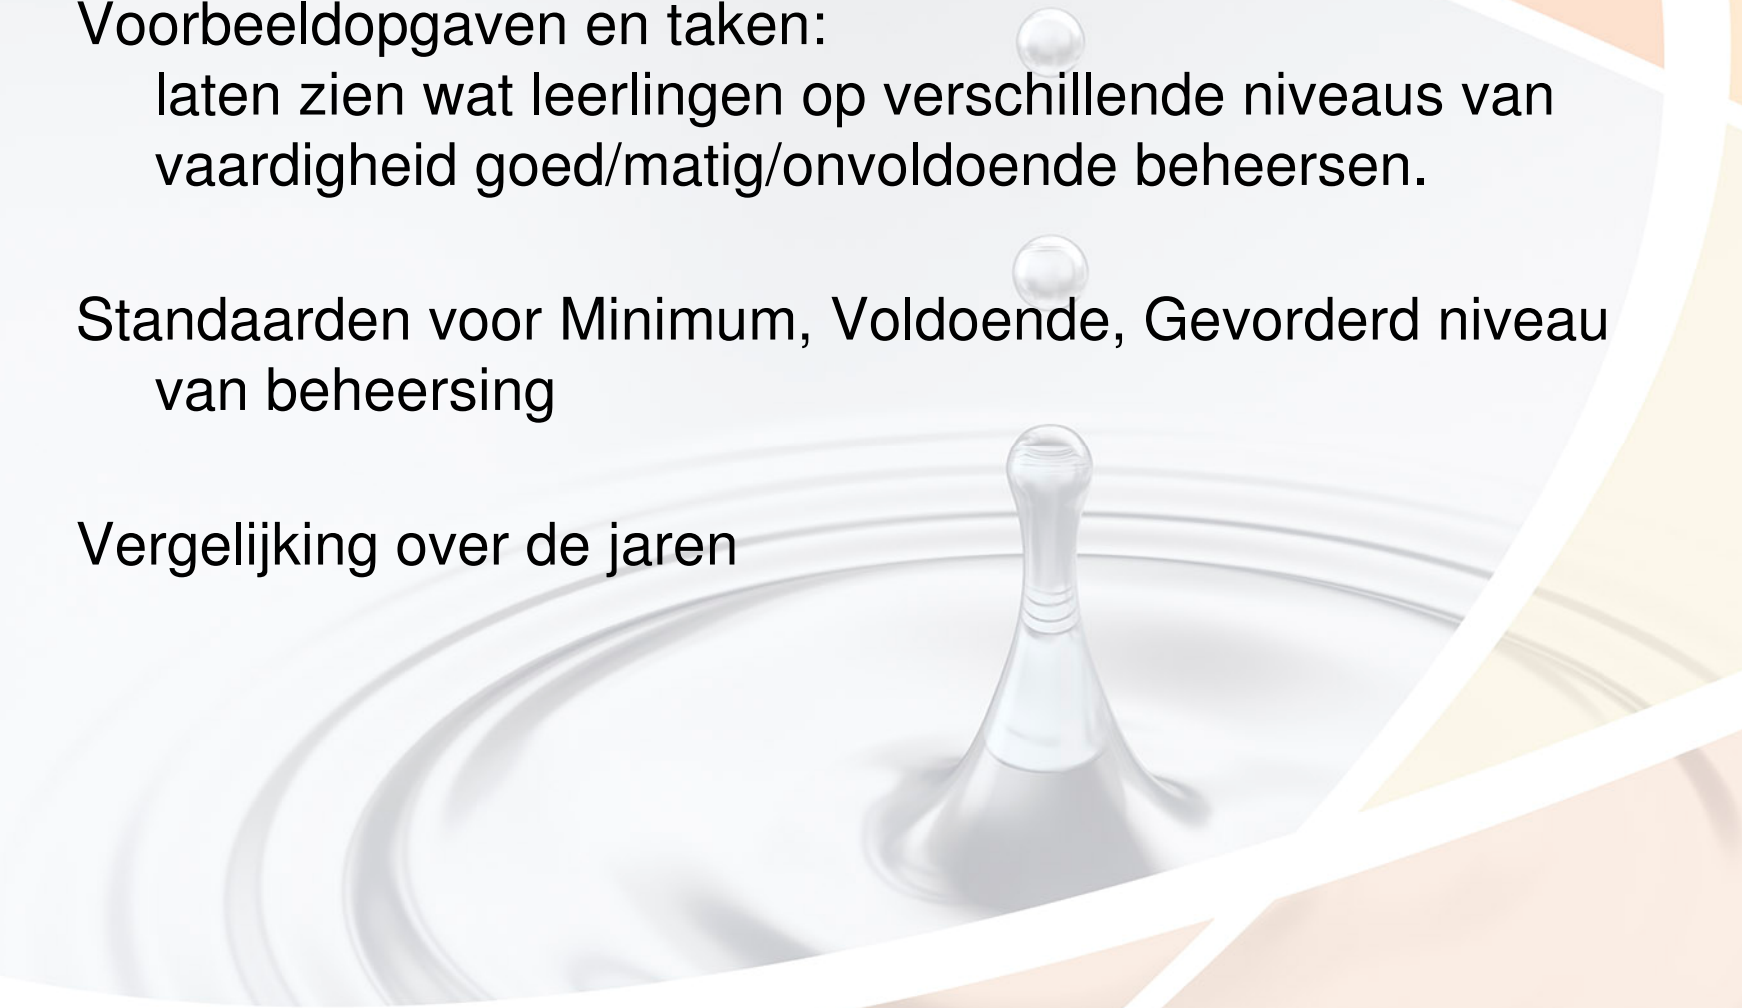 Voorbeeldopgaven en taken:
laten zien wat leerlingen op verschillende niveaus van
vaardigheid goed/matig/onvoldoende beheersen.
Standaarden voor Minimum, Voldoende, Gevorderd niveau
van beheersing
Vergelijking over de jaren